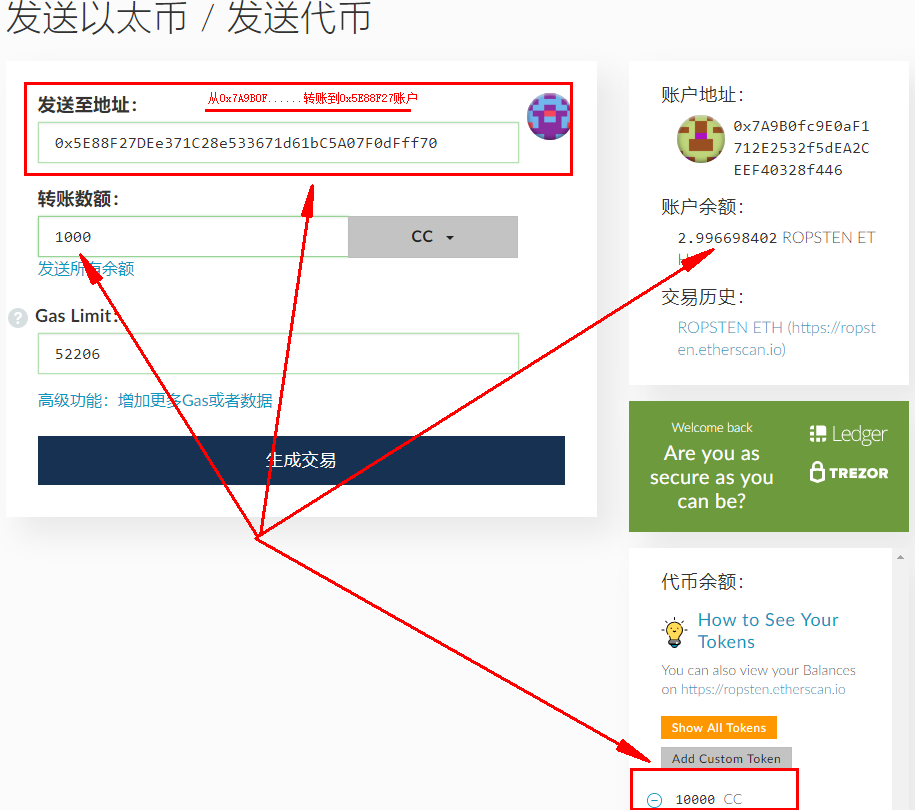 发送以太币 / 发送代币
发送至地址：
从0x7A9B0F......转账到0x5E88F27账户
0x5E88F27DEe371C28e533671d61bC5A07F0dFff70
转账数额：
1000
CC
发送所有余额
? Gas Limit:
52206
高级功能：增加更多Gas或者数据
生成交易
账户地址：
0x7A9B0fc9E0aF1
712E2532f5dEA2C
EEF40328f446
账户余额：
2.996698402 ROPSTEN ET
交易历史：
ROPSTEN ETH (https://ropst
en.etherscan.io)
Welcome back
Are you as
secure as you
can be?
Ledger
TREZOR
代币余额：
How to See Your
Tokens
You can also view your Balances
on https://ropsten.etherscan.io
Show All Tokens
Add Custom Token
10000 CC